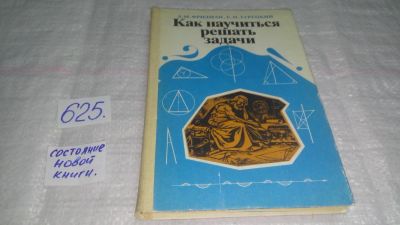 Л.М. ФРИДМАН, Е.Н. ТУРЕЦКИЙ
Как научиться
решать
задачи
625.
СОСТОЯНИЕ
НОВОЙ
КНИГИ.